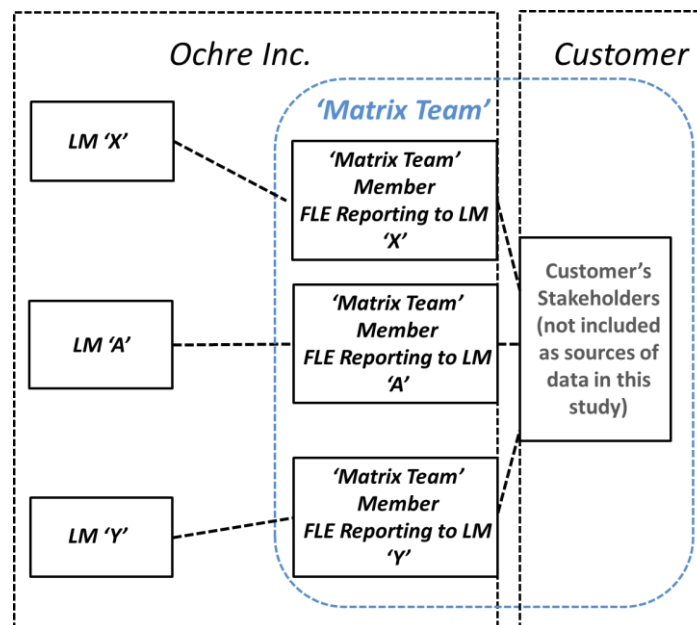 Ochre Inc.
Customer
‘Matrix Team’
LM ‘X’
‘Matrix Team’
Member
FLE Reporting to LM
‘X’
LM ‘A’
‘Matrix Team’
Member
FLE Reporting to LM
‘A’
LM ‘Y’
‘Matrix Team’
Member
FLE Reporting to LM
‘Y’
Customer’s
Stakeholders
(not included
as sources of
data in this
study)